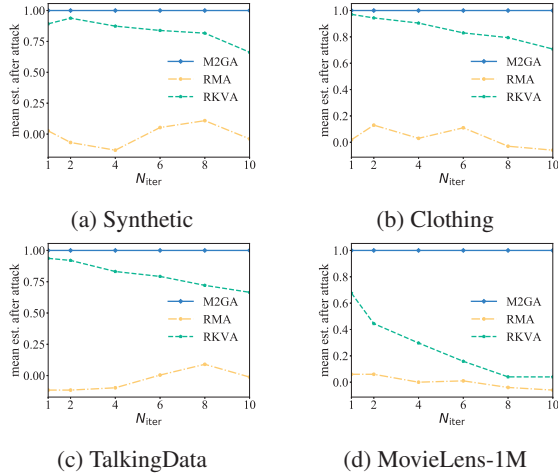 mean est. after attack
1.00
0.75
0.50
0.25
0.00
M2GA
RMA
RKVA
1 2 4 6 8 10
N_iter
(a) Synthetic
mean est. after attack
1.0
0.8
0.6
0.4
0.2
0.0
M2GA
RMA
RKVA
1 2 4 6 8 10
N_iter
(b) Clothing
mean est. after attack
1.00
0.75
0.50
0.25
0.00
M2GA
RMA
RKVA
1 2 4 6 8 10
N_iter
(c) TalkingData
mean est. after attack
1.0
0.8
0.6
0.4
0.2
0.0
M2GA
RMA
RKVA
1 2 4 6 8 10
N_iter
(d) MovieLens-1M